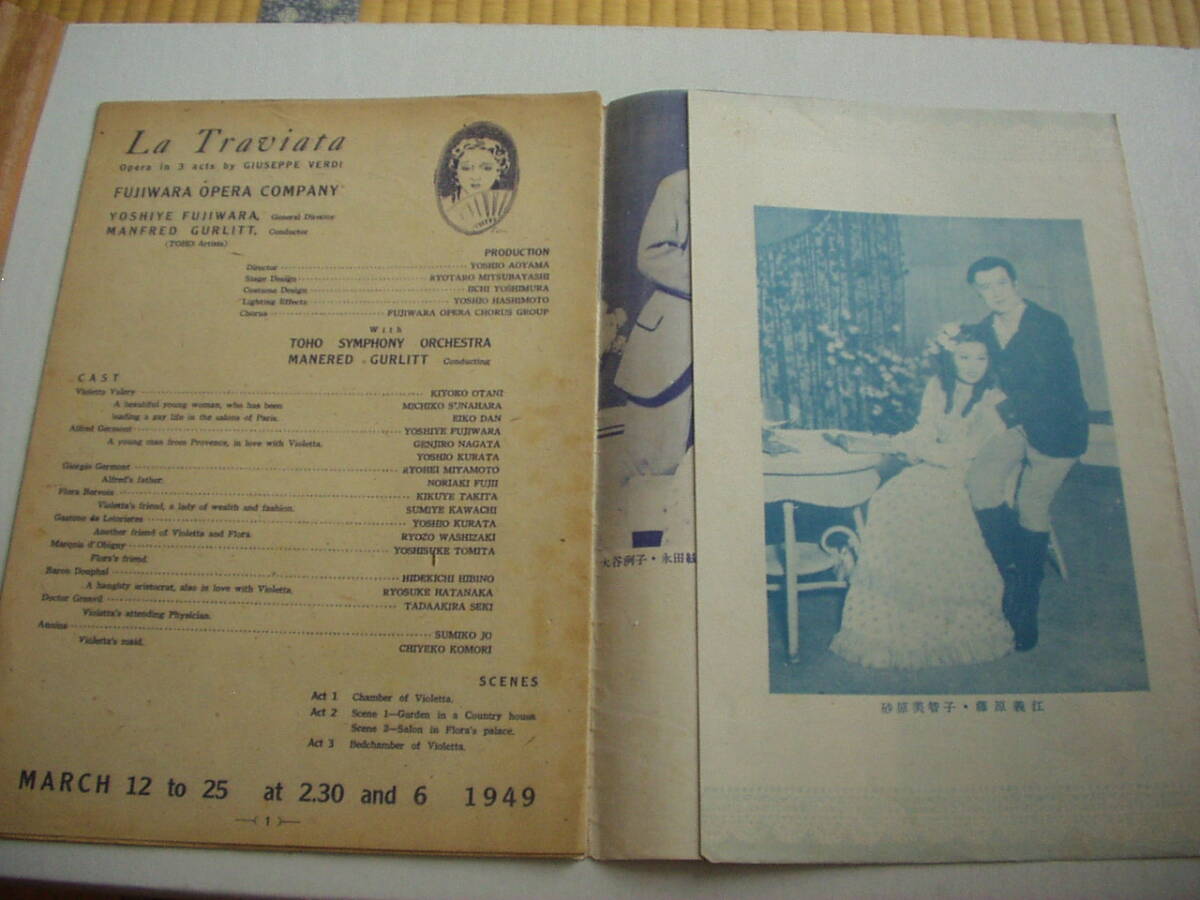 La Traviata
Opera in 3 acts by GIUSEPPE VERDI
FUJIWARA OPERA COMPANY
YOSHIYE FUJIWARA, General Director
MANFRED GURLITT, Conductor
(TOHO Artists)
PRODUCTION
Director YOSHIO AOYAMA
Stage Design RYOTARO MITSUBAYASHI
Costume Design IICHI YOSHIMURA
Lighting Effects YOSHIO HASHIMOTO
Chorus FUJIWARA OPERA CHORUS GROUP
With
TOHO SYMPHONY ORCHESTRA
MANERED GURLITT Conducting
CAST
Violetta Valery KIYOKO OTANI
A beautiful young woman, who has been MICHIKO SUNAHARA
leading a gay life in the salons of Paris. EIKO DAN
Alfred Germont YOSHIYE FUJIWARA
A young man from Provence, in love with Violetta. GENJIRO NAGATA
YOSHIO KURATA
Giorgio Germont RYOHEI MIYAMOTO
Alfred's father. NORIAKI FUJII
Flora Bervoix KIKUYE TAKITA
Violetta's friend, a lady of wealth and fashion. SUMIYE KAWACHI
Gastone de Letorieres YOSHIO KURATA
Another friend of Violetta and Flora. RYOZO WASHIZAKI
Marquis d'Obigny YOSHISUKE TOMITA
Flora's friend.
Baron Douphal HIDEKICHI HIBINO
A haughty aristocrat, also in love with Violetta. RYOSUKE HATANAKA
Doctor Grenvil TADAAKIRA SEKI
Violetta's attending Physician.
Annina SUMIKO JO
Violetta's maid. CHIYEKO KOMORI
SCENES
Act 1 Chamber of Violetta.
Act 2 Scene 1—Garden in a Country house
Scene 2—Salon in Flora's palace.
Act 3 Bedchamber of Violetta.
MARCH 12 to 25 at 2.30 and 6 1949
1
大谷洌子・永田絃
砂原美智子・藤原義江